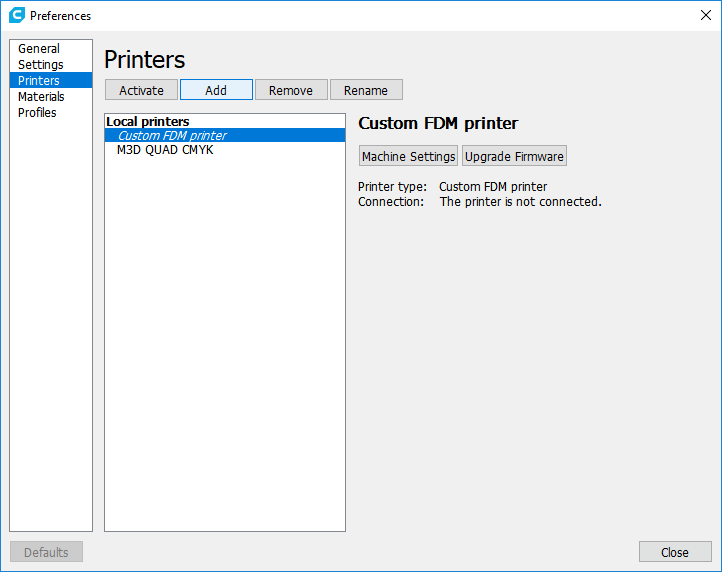 Preferences
General
Settings
Printers
Materials
Profiles
Printers
Activate Add Remove Rename
Local printers
Custom FDM printer
M3D QUAD CMYK
Custom FDM printer
Machine Settings Upgrade Firmware
Printer type: Custom FDM printer
Connection: The printer is not connected.
Defaults
Close